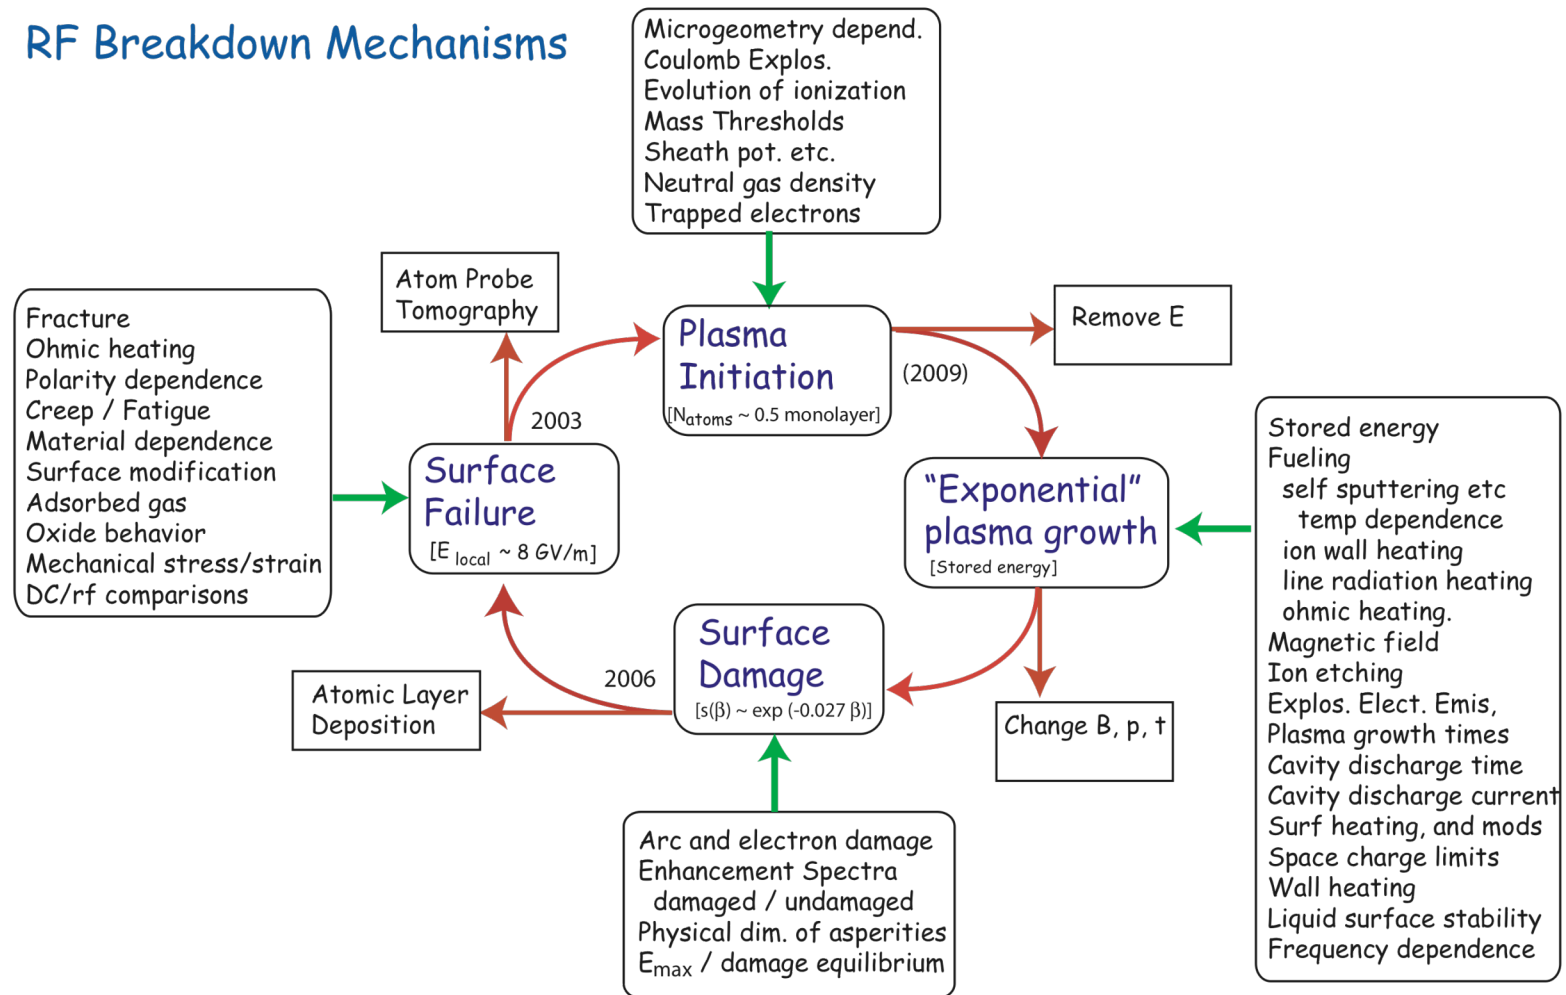 RF Breakdown Mechanisms
Microgeometry depend.
Coulomb Explos.
Evolution of ionization
Mass Thresholds
Sheath pot. etc.
Neutral gas density
Trapped electrons
Atom Probe
Tomography
Fracture
Ohmic heating
Polarity dependence
Creep / Fatigue
Material dependence
Surface modification
Adsorbed gas
Oxide behavior
Mechanical stress/strain
DC/rf comparisons
Plasma
Initiation
[Natoms ~ 0.5 monolayer]
Remove E
(2009)
2003
Surface
Failure
[E local ~ 8 GV/m]
“Exponential”
plasma growth
[Stored energy]
Stored energy
Fueling
self sputtering etc
temp dependence
ion wall heating
line radiation heating
ohmic heating.
Magnetic field
Ion etching
Explos. Elect. Emis,
Plasma growth times
Cavity discharge time
Cavity discharge current
Surf heating, and mods
Space charge limits
Wall heating
Liquid surface stability
Frequency dependence
Surface
Damage
[s(β) ~ exp (-0.027 β)]
2006
Atomic Layer
Deposition
Change B, p, t
Arc and electron damage
Enhancement Spectra
damaged / undamaged
Physical dim. of asperities
Emax / damage equilibrium